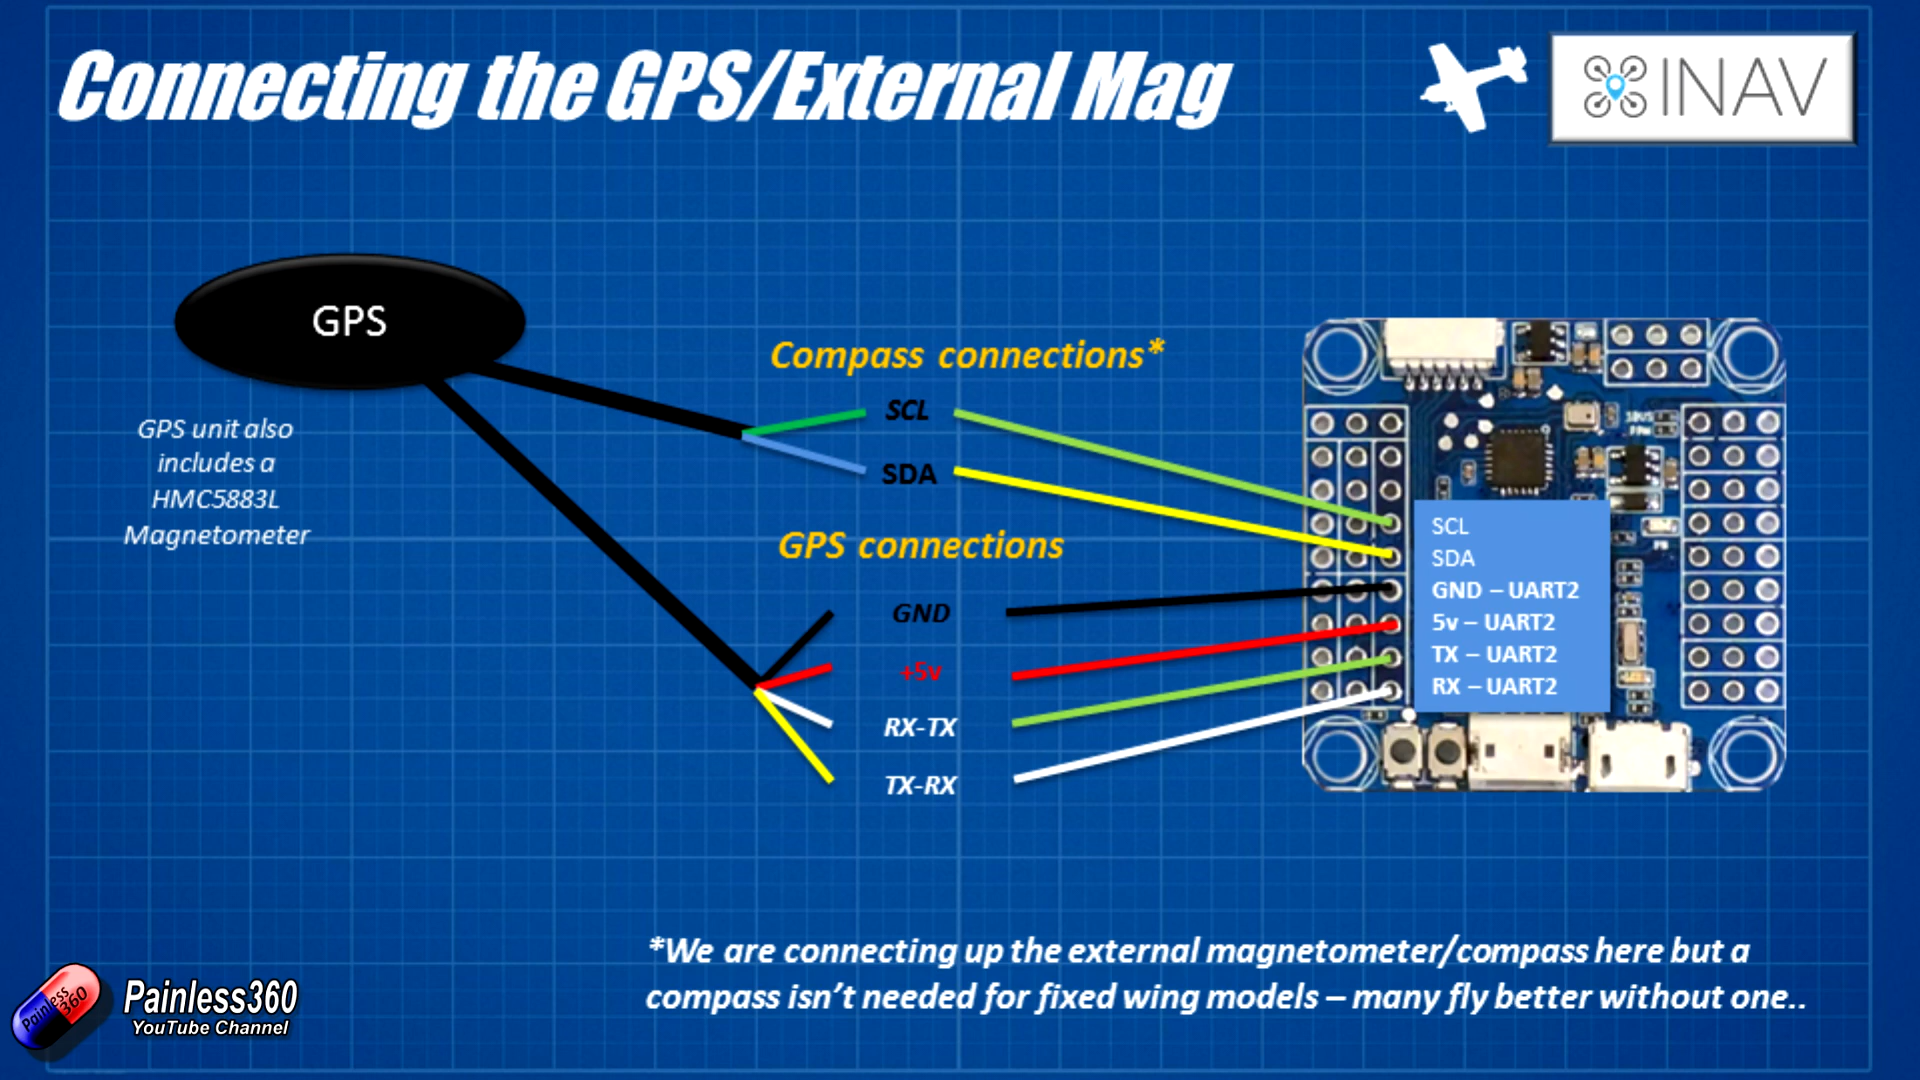 Connecting the GPS/External Mag
INAV
GPS
GPS unit also
includes a
HMC5883L
Magnetometer
Compass connections*
SCL
SDA
GPS connections
GND
+5v
RX-TX
TX-RX
SCL
SDA
GND – UART2
5v – UART2
TX – UART2
RX – UART2
*We are connecting up the external magnetometer/compass here but a
compass isn't needed for fixed wing models – many fly better without one..
Painless
360
Painless360
YouTube Channel